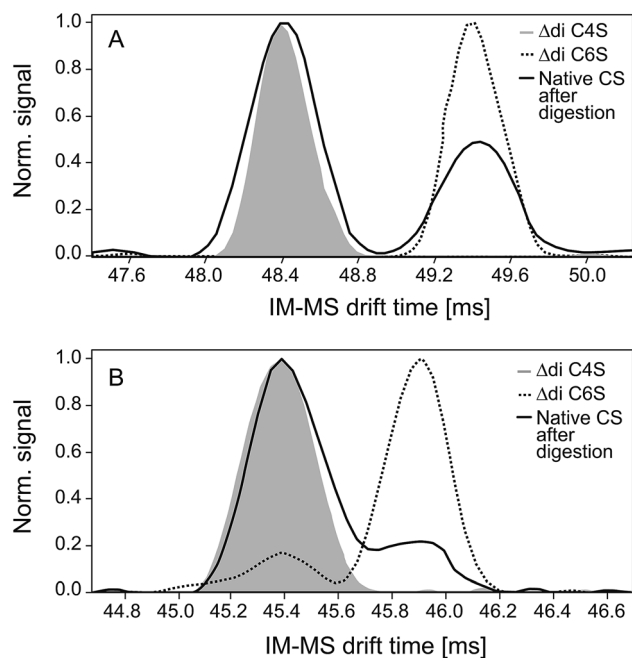 A
Δdi C4S
Δdi C6S
Native CS
after
digestion
Norm. signal
1.0
0.8
0.6
0.4
0.2
0.0
47.6 48.0 48.4 48.8 49.2 49.6 50.0
IM-MS drift time [ms]
B
Δdi C4S
Δdi C6S
Native CS
after
digestion
Norm. signal
1.0
0.8
0.6
0.4
0.2
0.0
44.8 45.0 45.2 45.4 45.6 45.8 46.0 46.2 46.4 46.6
IM-MS drift time [ms]